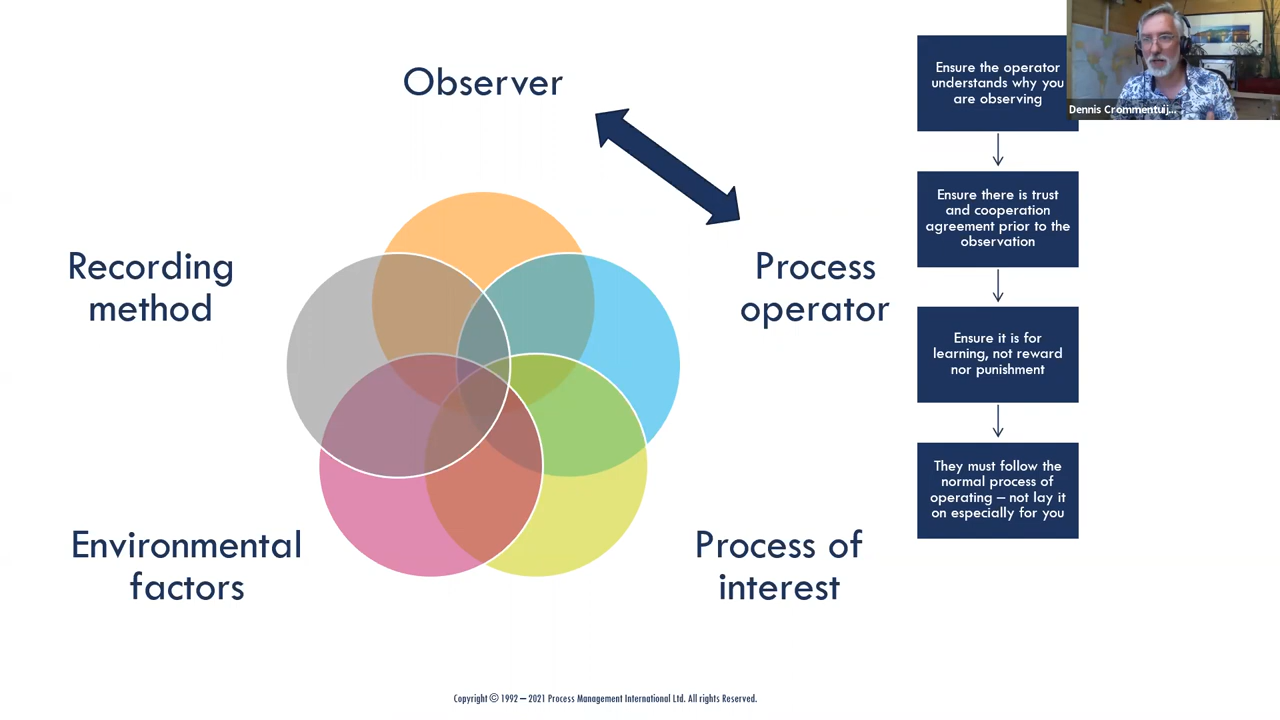 Observer
Recording
method
Process
operator
Environmental
factors
Process of
interest
Ensure the operator
understands why you
are observing
Ensure there is trust
and cooperation
agreement prior to the
observation
Ensure it is for
learning, not reward
nor punishment
They must follow the
normal process of
operating – not lay it
on especially for you
Dennis Crommentuij...
Copyright © 1992 – 2021 Process Management International Ltd. All rights Reserved.